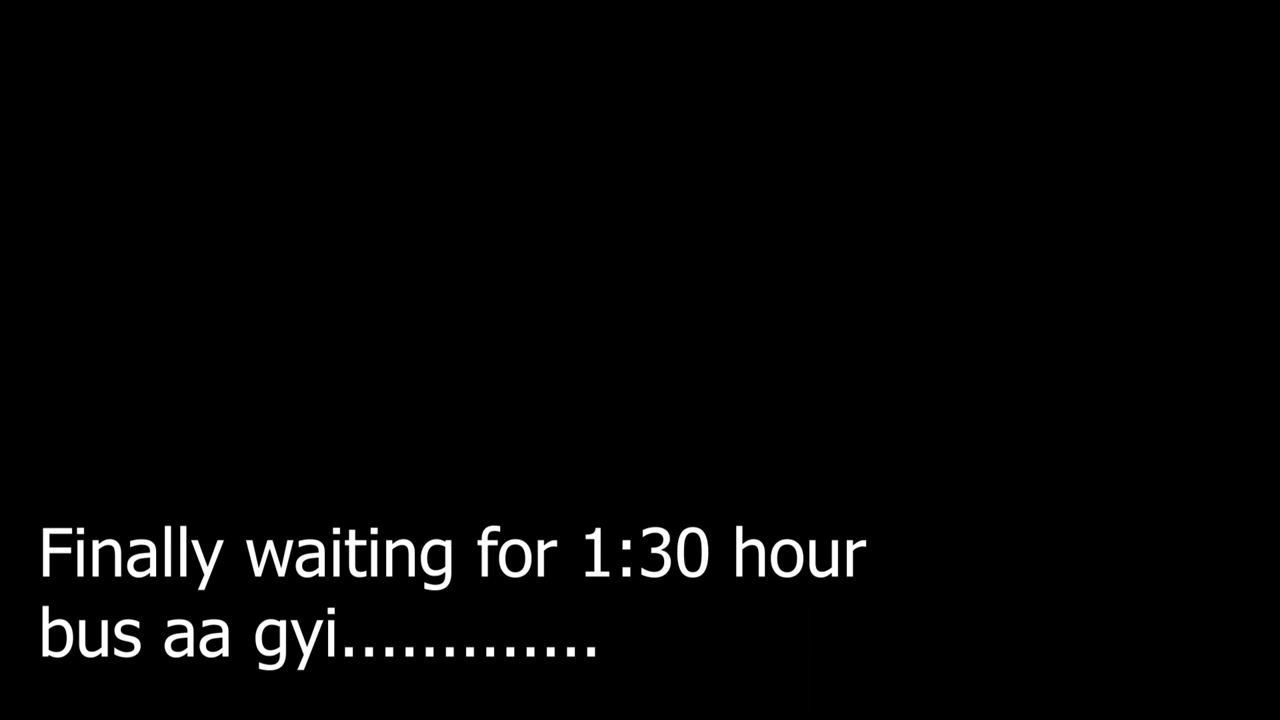 Finally waiting for 1:30 hour
bus aa gyi.............